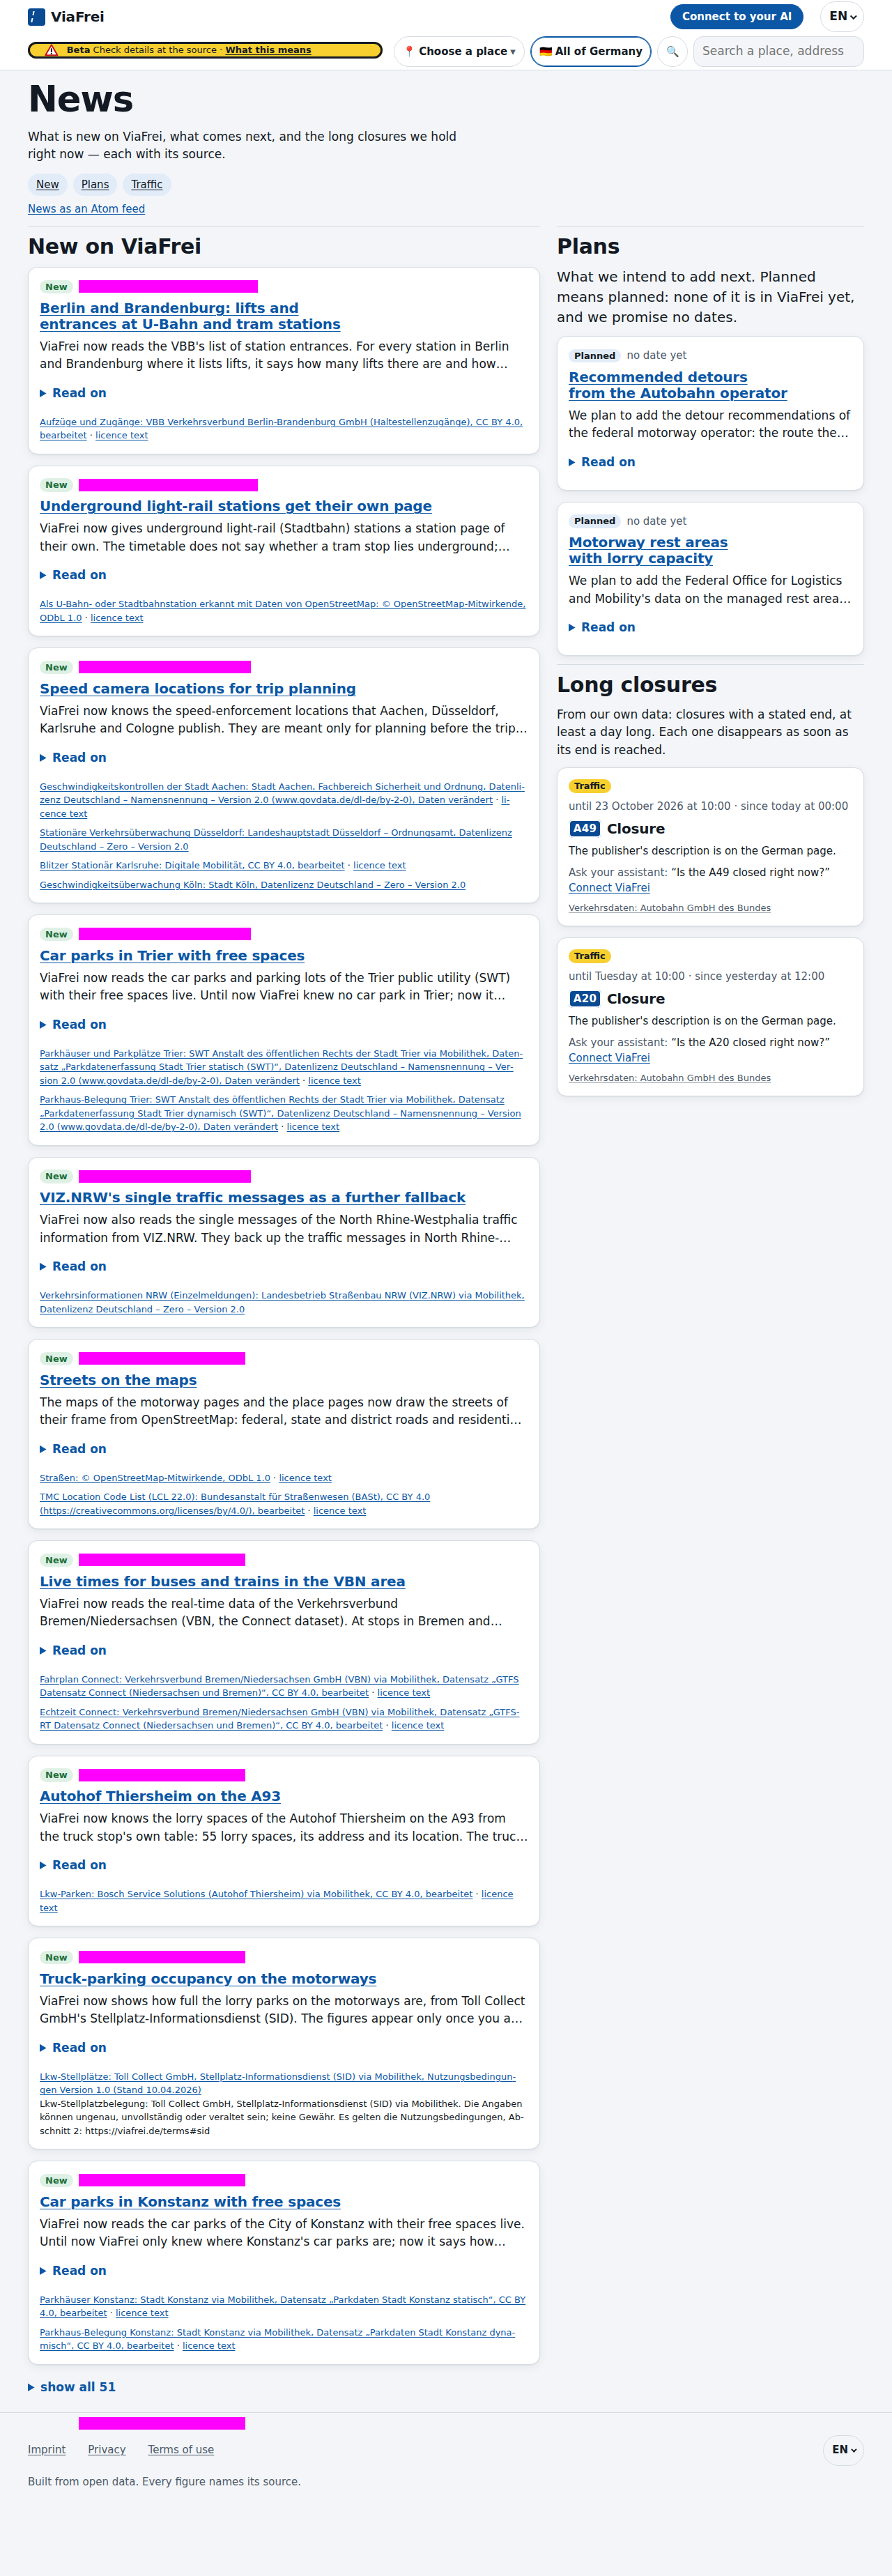 ViaFrei
Connect to your AI
EN
Beta Check details at the source · What this means
Choose a place
All of Germany
Search a place, address
News
What is new on ViaFrei, what comes next, and the long closures we hold
right now — each with its source.
New
Plans
Traffic
News as an Atom feed
New on ViaFrei
New
Berlin and Brandenburg: lifts and
entrances at U-Bahn and tram stations
ViaFrei now reads the VBB's list of station entrances. For every station in Berlin
and Brandenburg where it lists lifts, it says how many lifts there are and how…
Read on
Aufzüge und Zugänge: VBB Verkehrsverbund Berlin-Brandenburg GmbH (Haltestellenzugänge), CC BY 4.0,
bearbeitet · licence text
New
Underground light-rail stations get their own page
ViaFrei now gives underground light-rail (Stadtbahn) stations a station page of
their own. The timetable does not say whether a tram stop lies underground;…
Read on
Als U-Bahn- oder Stadtbahnstation erkannt mit Daten von OpenStreetMap: © OpenStreetMap-Mitwirkende,
ODbL 1.0 · licence text
New
Speed camera locations for trip planning
ViaFrei now knows the speed-enforcement locations that Aachen, Düsseldorf,
Karlsruhe and Cologne publish. They are meant only for planning before the trip…
Read on
Geschwindigkeitskontrollen der Stadt Aachen: Stadt Aachen, Fachbereich Sicherheit und Ordnung, Datenli-
zenz Deutschland – Namensnennung – Version 2.0 (www.govdata.de/dl-de/by-2-0), Daten verändert · li-
cence text
Stationäre Verkehrsüberwachung Düsseldorf: Landeshauptstadt Düsseldorf – Ordnungsamt, Datenlizenz
Deutschland – Zero – Version 2.0
Blitzer Stationär Karlsruhe: Digitale Mobilität, CC BY 4.0, bearbeitet · licence text
Geschwindigkeitsüberwachung Köln: Stadt Köln, Datenlizenz Deutschland – Zero – Version 2.0
New
Car parks in Trier with free spaces
ViaFrei now reads the car parks and parking lots of the Trier public utility (SWT)
with their free spaces live. Until now ViaFrei knew no car park in Trier; now it…
Read on
Parkhäuser und Parkplätze Trier: SWT Anstalt des öffentlichen Rechts der Stadt Trier via Mobilithek, Daten-
satz „Parkdatenerfassung Stadt Trier statisch (SWT)“, Datenlizenz Deutschland – Namensnennung – Ver-
sion 2.0 (www.govdata.de/dl-de/by-2-0), Daten verändert · licence text
Parkhaus-Belegung Trier: SWT Anstalt des öffentlichen Rechts der Stadt Trier via Mobilithek, Datensatz
„Parkdatenerfassung Stadt Trier dynamisch (SWT)“, Datenlizenz Deutschland – Namensnennung – Version
2.0 (www.govdata.de/dl-de/by-2-0), Daten verändert · licence text
New
VIZ.NRW's single traffic messages as a further fallback
ViaFrei now also reads the single messages of the North Rhine-Westphalia traffic
information from VIZ.NRW. They back up the traffic messages in North Rhine-…
Read on
Verkehrsinformationen NRW (Einzelmeldungen): Landesbetrieb Straßenbau NRW (VIZ.NRW) via Mobilithek,
Datenlizenz Deutschland – Zero – Version 2.0
New
Streets on the maps
The maps of the motorway pages and the place pages now draw the streets of
their frame from OpenStreetMap: federal, state and district roads and residenti…
Read on
Straßen: © OpenStreetMap-Mitwirkende, ODbL 1.0 · licence text
TMC Location Code List (LCL 22.0): Bundesanstalt für Straßenwesen (BASt), CC BY 4.0
(https://creativecommons.org/licenses/by/4.0/), bearbeitet · licence text
New
Live times for buses and trains in the VBN area
ViaFrei now reads the real-time data of the Verkehrsverbund
Bremen/Niedersachsen (VBN, the Connect dataset). At stops in Bremen and…
Read on
Fahrplan Connect: Verkehrsverbund Bremen/Niedersachsen GmbH (VBN) via Mobilithek, Datensatz „GTFS
Datensatz Connect (Niedersachsen und Bremen)“, CC BY 4.0, bearbeitet · licence text
Echtzeit Connect: Verkehrsverbund Bremen/Niedersachsen GmbH (VBN) via Mobilithek, Datensatz „GTFS-
RT Datensatz Connect (Niedersachsen und Bremen)“, CC BY 4.0, bearbeitet · licence text
New
Autohof Thiersheim on the A93
ViaFrei now knows the lorry spaces of the Autohof Thiersheim on the A93 from
the truck stop's own table: 55 lorry spaces, its address and its location. The truc…
Read on
Lkw-Parken: Bosch Service Solutions (Autohof Thiersheim) via Mobilithek, CC BY 4.0, bearbeitet · licence
text
New
Truck-parking occupancy on the motorways
ViaFrei now shows how full the lorry parks on the motorways are, from Toll Collect
GmbH's Stellplatz-Informationsdienst (SID). The figures appear only once you a…
Read on
Lkw-Stellplätze: Toll Collect GmbH, Stellplatz-Informationsdienst (SID) via Mobilithek, Nutzungsbedingun-
gen Version 1.0 (Stand 10.04.2026)
Lkw-Stellplatzbelegung: Toll Collect GmbH, Stellplatz-Informationsdienst (SID) via Mobilithek. Die Angaben
können ungenau, unvollständig oder veraltet sein; keine Gewähr. Es gelten die Nutzungsbedingungen, Ab-
schnitt 2: https://viafrei.de/terms#sid
New
Car parks in Konstanz with free spaces
ViaFrei now reads the car parks of the City of Konstanz with their free spaces live.
Until now ViaFrei only knew where Konstanz's car parks are; now it says how…
Read on
Parkhäuser Konstanz: Stadt Konstanz via Mobilithek, Datensatz „Parkdaten Stadt Konstanz statisch“, CC BY
4.0, bearbeitet · licence text
Parkhaus-Belegung Konstanz: Stadt Konstanz via Mobilithek, Datensatz „Parkdaten Stadt Konstanz dyna-
misch“, CC BY 4.0, bearbeitet · licence text
show all 51
Plans
What we intend to add next. Planned
means planned: none of it is in ViaFrei yet,
and we promise no dates.
Planned no date yet
Recommended detours
from the Autobahn operator
We plan to add the detour recommendations of
the federal motorway operator: the route the…
Read on
Planned no date yet
Motorway rest areas
with lorry capacity
We plan to add the Federal Office for Logistics
and Mobility's data on the managed rest area…
Read on
Long closures
From our own data: closures with a stated end, at
least a day long. Each one disappears as soon as
its end is reached.
Traffic
until 23 October 2026 at 10:00 · since today at 00:00
A49 Closure
The publisher's description is on the German page.
Ask your assistant: “Is the A49 closed right now?”
Connect ViaFrei
Verkehrsdaten: Autobahn GmbH des Bundes
Traffic
until Tuesday at 10:00 · since yesterday at 12:00
A20 Closure
The publisher's description is on the German page.
Ask your assistant: “Is the A20 closed right now?”
Connect ViaFrei
Verkehrsdaten: Autobahn GmbH des Bundes
Imprint
Privacy
Terms of use
EN
Built from open data. Every figure names its source.